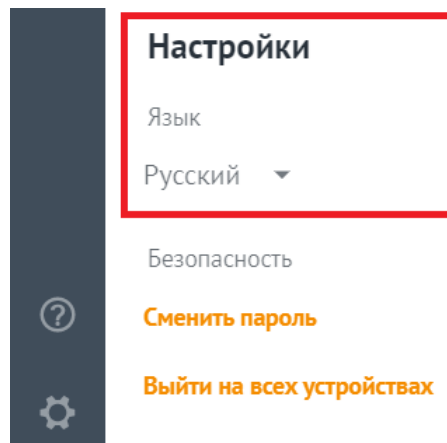 Настройки
Язык
Русский
Безопасность
Сменить пароль
Выйти на всех устройствах